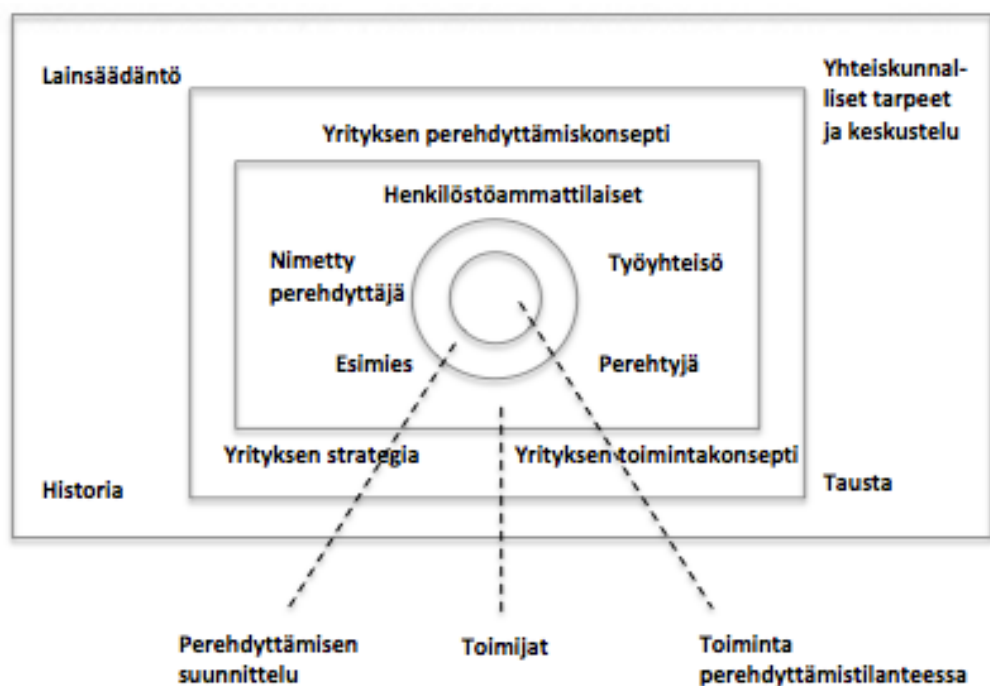 Lainsäädäntö
Yhteiskunnal-
liset tarpeet
ja keskustelu
Yrityksen perehdyttämiskonsepti
Henkilöstöammattilaiset
Nimetty
perehdyttäjä
Työyhteisö
Esimies
Perehtyjä
Yrityksen strategia
Yrityksen toimintakonsepti
Historia
Tausta
Perehdyttämisen
suunnittelu
Toimijat
Toiminta
perehdyttämistilanteessa